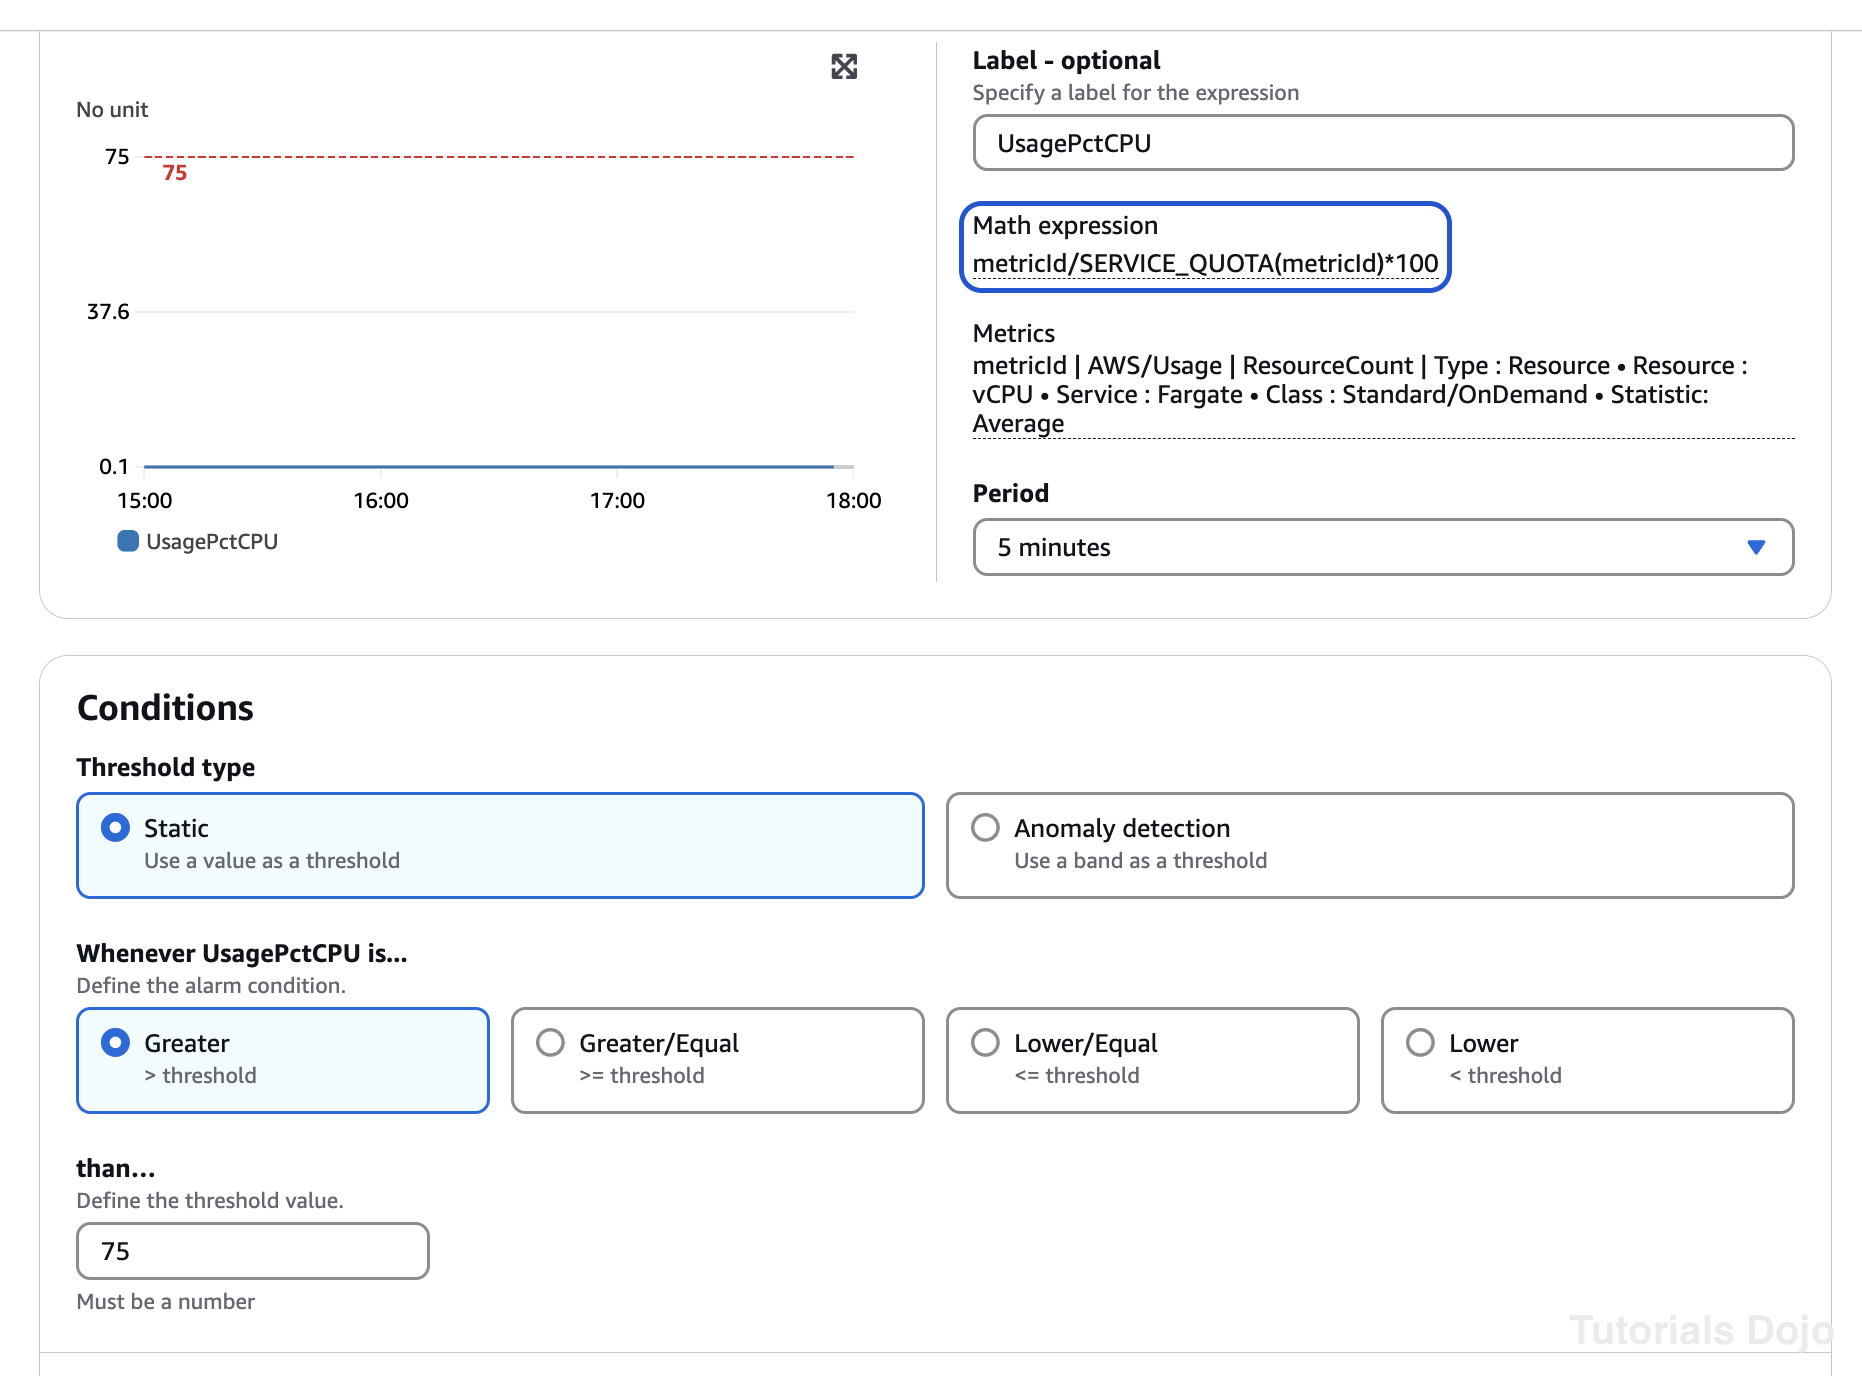 No unit
75
75
37.6
0.1
15:00 16:00 17:00 18:00
UsagePctCPU
Label - optional
Specify a label for the expression
UsagePctCPU
Math expression
metricId/SERVICE_QUOTA(metricId)*100
Metrics
metricId | AWS/Usage | ResourceCount | Type : Resource • Resource :
vCPU • Service : Fargate • Class : Standard/OnDemand • Statistic:
Average
Period
5 minutes
Conditions
Threshold type
Static
Use a value as a threshold
Anomaly detection
Use a band as a threshold
Whenever UsagePctCPU is...
Define the alarm condition.
Greater
> threshold
Greater/Equal
>= threshold
Lower/Equal
<= threshold
Lower
< threshold
than...
Define the threshold value.
75
Must be a number
Tutorials Dojo